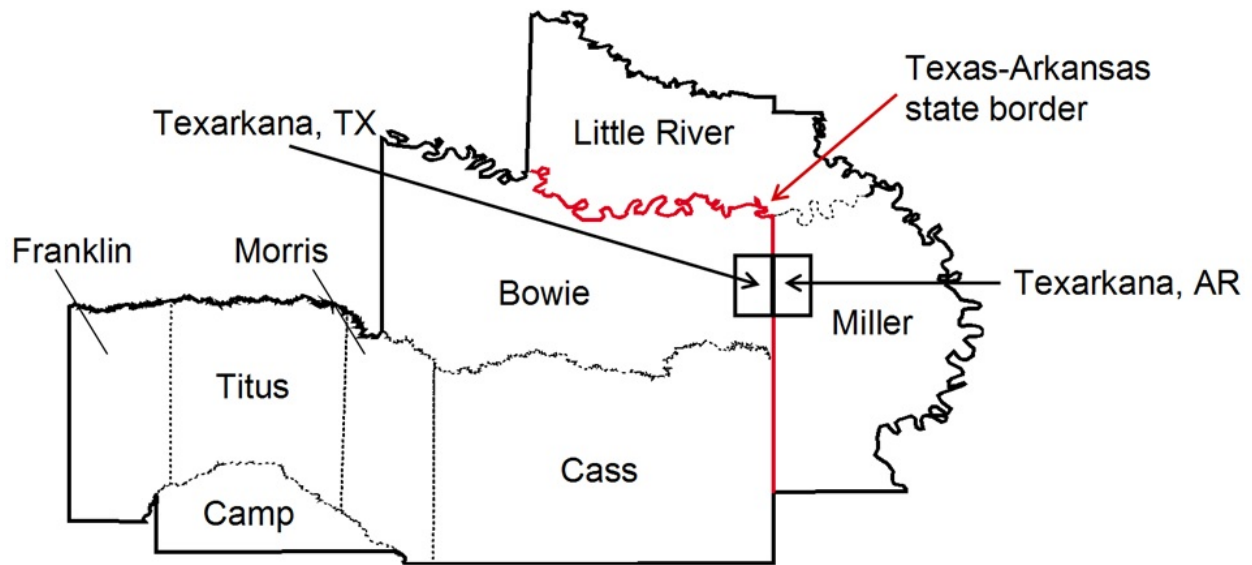 Texas-Arkansas
state border
Texarkana, TX
Little River
Franklin
Morris
Bowie
Texarkana, AR
Miller
Titus
Cass
Camp